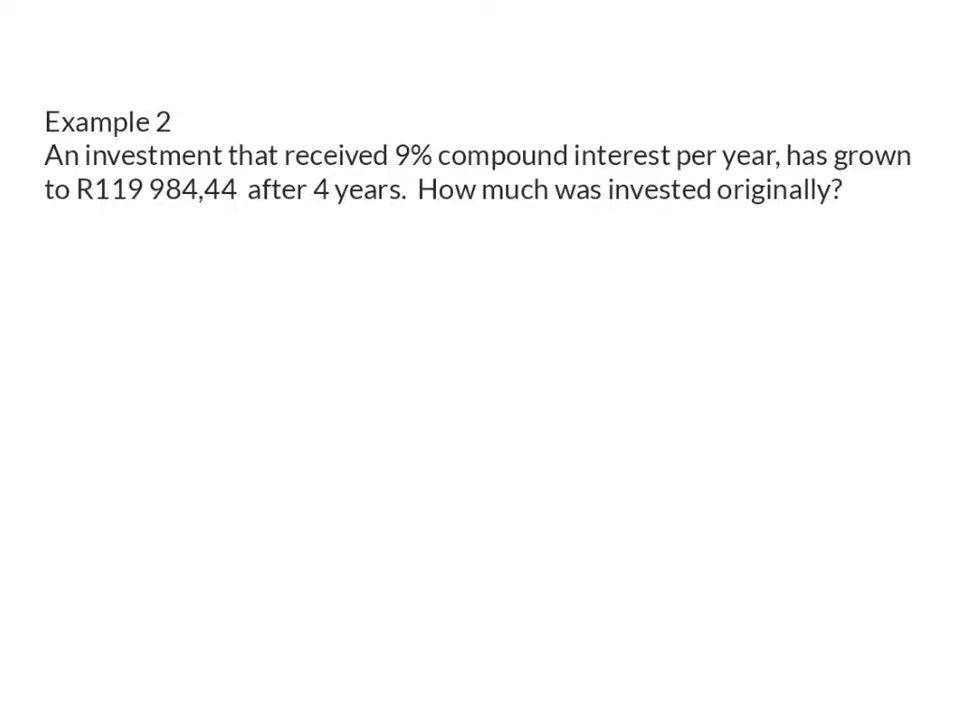 Example 2
An investment that received 9% compound interest per year, has grown
to R119 984,44  after 4 years.  How much was invested originally?